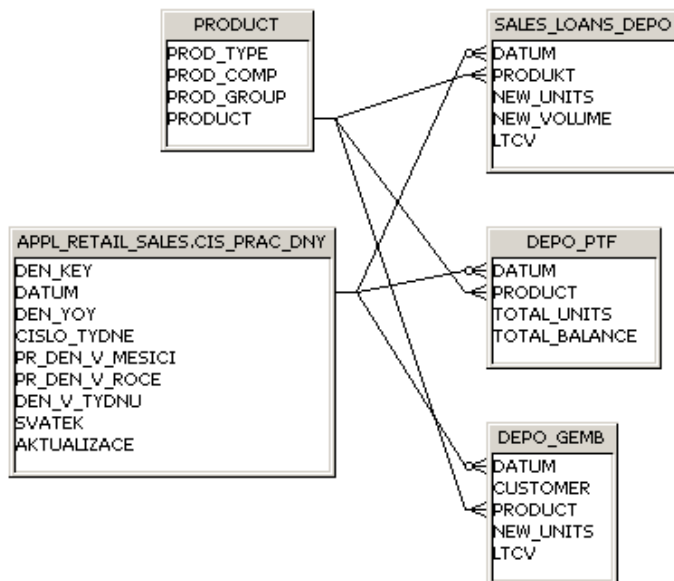 PRODUCT
PROD_TYPE
PROD_COMP
PROD_GROUP
PRODUCT
SALES_LOANS_DEPO
DATUM
PRODUKT
NEW_UNITS
NEW_VOLUME
LTCV
APPL_RETAIL_SALES.CIS_PRAC_DNY
DEN_KEY
DATUM
DEN_YOY
CISLO_TYDNE
PR_DEN_V_MESICI
PR_DEN_V_ROCE
DEN_V_TYDNU
SVATEK
AKTUALIZACE
DEPO_PTF
DATUM
PRODUCT
TOTAL_UNITS
TOTAL_BALANCE
DEPO_GEMB
DATUM
CUSTOMER
PRODUCT
NEW_UNITS
LTCV